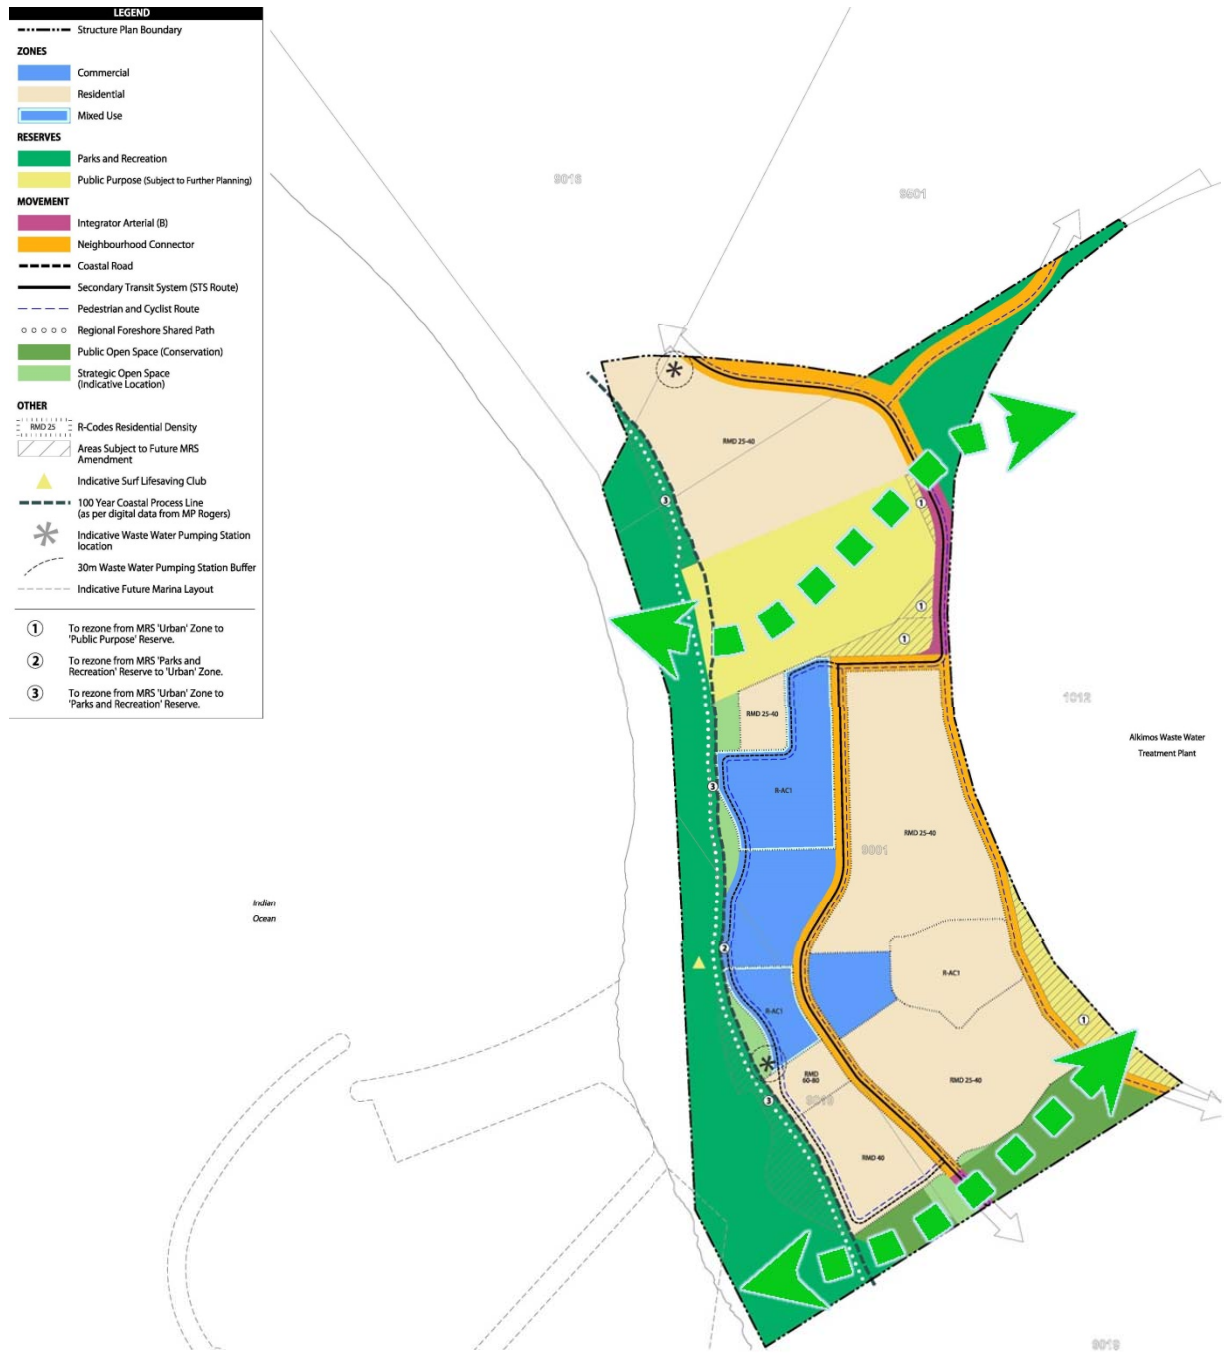 LEGEND
Structure Plan Boundary
ZONES
Commercial
Residential
Mixed Use
RESERVES
Parks and Recreation
Public Purpose (Subject to Further Planning)
MOVEMENT
Integrator Arterial (B)
Neighbourhood Connector
Coastal Road
Secondary Transit System (STS Route)
Pedestrian and Cyclist Route
Regional Foreshore Shared Path
Public Open Space (Conservation)
Strategic Open Space
(Indicative Location)
OTHER
RMD 25 R-Codes Residential Density
Areas Subject to Future MRS
Amendment
Indicative Surf Lifesaving Club
100 Year Coastal Process Line
(as per digital data from MP Rogers)
Indicative Waste Water Pumping Station
location
30m Waste Water Pumping Station Buffer
Indicative Future Marina Layout
1 To rezone from MRS 'Urban' Zone to
'Public Purpose' Reserve.
2 To rezone from MRS 'Parks and
Recreation' Reserve to 'Urban' Zone.
3 To rezone from MRS 'Urban' Zone to
'Parks and Recreation' Reserve.
9016
RMD 25-40
3
1
1
1
RMD 25-40
1012
Alkimos Waste Water
Treatment Plant
3
R-AC1
RMD 25-40
Indian
Ocean
2
R-AC1
R-AC1
1
RMD
60-80
RMD 25-40
3
RMD 40